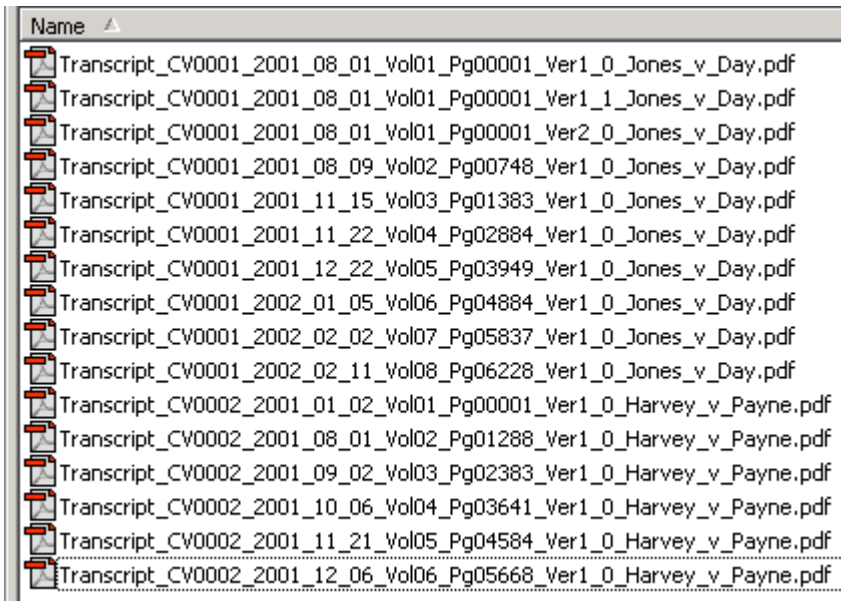 Name
Transcript_CV0001_2001_08_01_Vol01_Pg00001_Ver1_0_Jones_v_Day.pdf
Transcript_CV0001_2001_08_01_Vol01_Pg00001_Ver1_1_Jones_v_Day.pdf
Transcript_CV0001_2001_08_01_Vol01_Pg00001_Ver2_0_Jones_v_Day.pdf
Transcript_CV0001_2001_08_09_Vol02_Pg00748_Ver1_0_Jones_v_Day.pdf
Transcript_CV0001_2001_11_15_Vol03_Pg01383_Ver1_0_Jones_v_Day.pdf
Transcript_CV0001_2001_11_22_Vol04_Pg02884_Ver1_0_Jones_v_Day.pdf
Transcript_CV0001_2001_12_22_Vol05_Pg03949_Ver1_0_Jones_v_Day.pdf
Transcript_CV0001_2002_01_05_Vol06_Pg04884_Ver1_0_Jones_v_Day.pdf
Transcript_CV0001_2002_02_02_Vol07_Pg05837_Ver1_0_Jones_v_Day.pdf
Transcript_CV0001_2002_02_11_Vol08_Pg06228_Ver1_0_Jones_v_Day.pdf
Transcript_CV0002_2001_01_02_Vol01_Pg00001_Ver1_0_Harvey_v_Payne.pdf
Transcript_CV0002_2001_08_01_Vol02_Pg01288_Ver1_0_Harvey_v_Payne.pdf
Transcript_CV0002_2001_09_02_Vol03_Pg02383_Ver1_0_Harvey_v_Payne.pdf
Transcript_CV0002_2001_10_06_Vol04_Pg03641_Ver1_0_Harvey_v_Payne.pdf
Transcript_CV0002_2001_11_21_Vol05_Pg04584_Ver1_0_Harvey_v_Payne.pdf
Transcript_CV0002_2001_12_06_Vol06_Pg05668_Ver1_0_Harvey_v_Payne.pdf